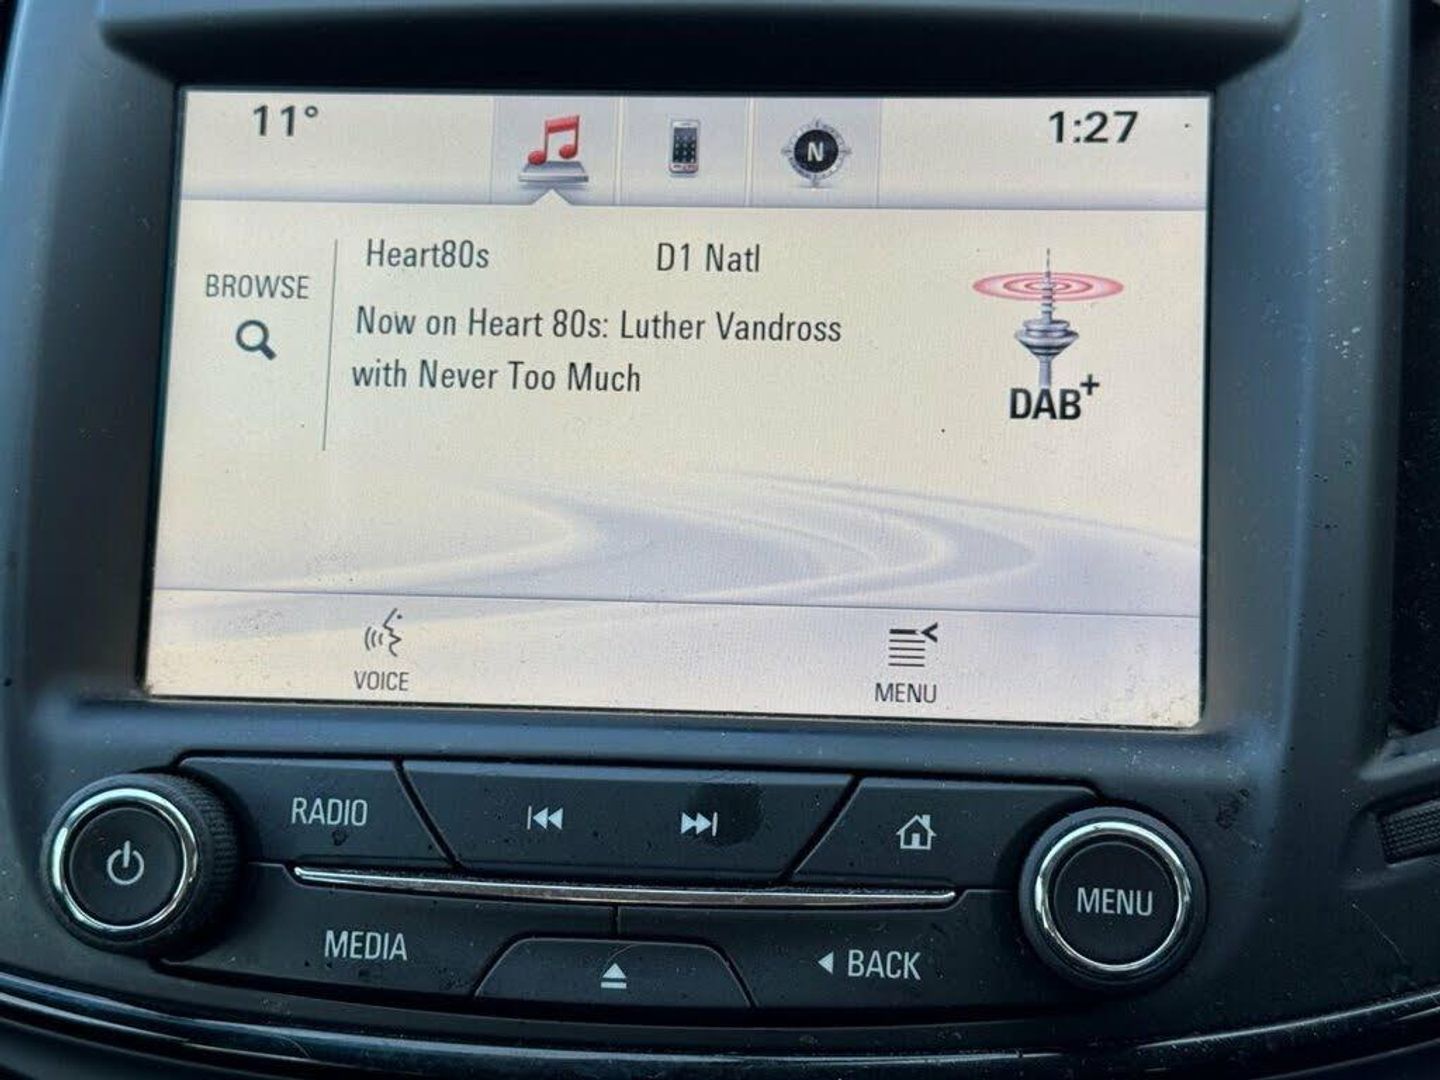 11°
1:27
N
Heart80s D1 Natl
BROWSE
Now on Heart 80s: Luther Vandross
with Never Too Much
DAB+
VOICE
MENU
RADIO
MENU
MEDIA
BACK